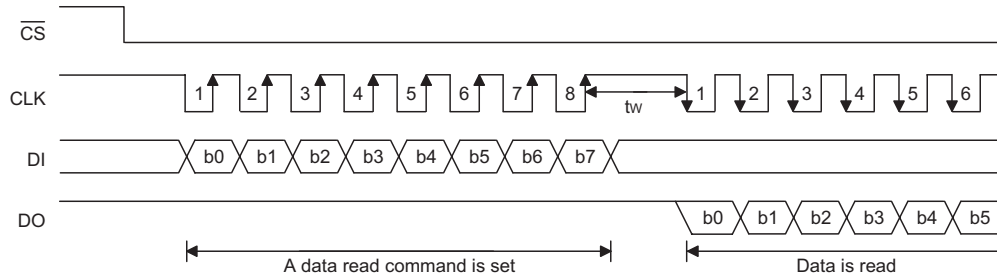 CS
CLK 1 2 3 4 5 6 7 8 tw 1 2 3 4 5 6
DI b0 b1 b2 b3 b4 b5 b6 b7
DO b0 b1 b2 b3 b4 b5
A data read command is set Data is read